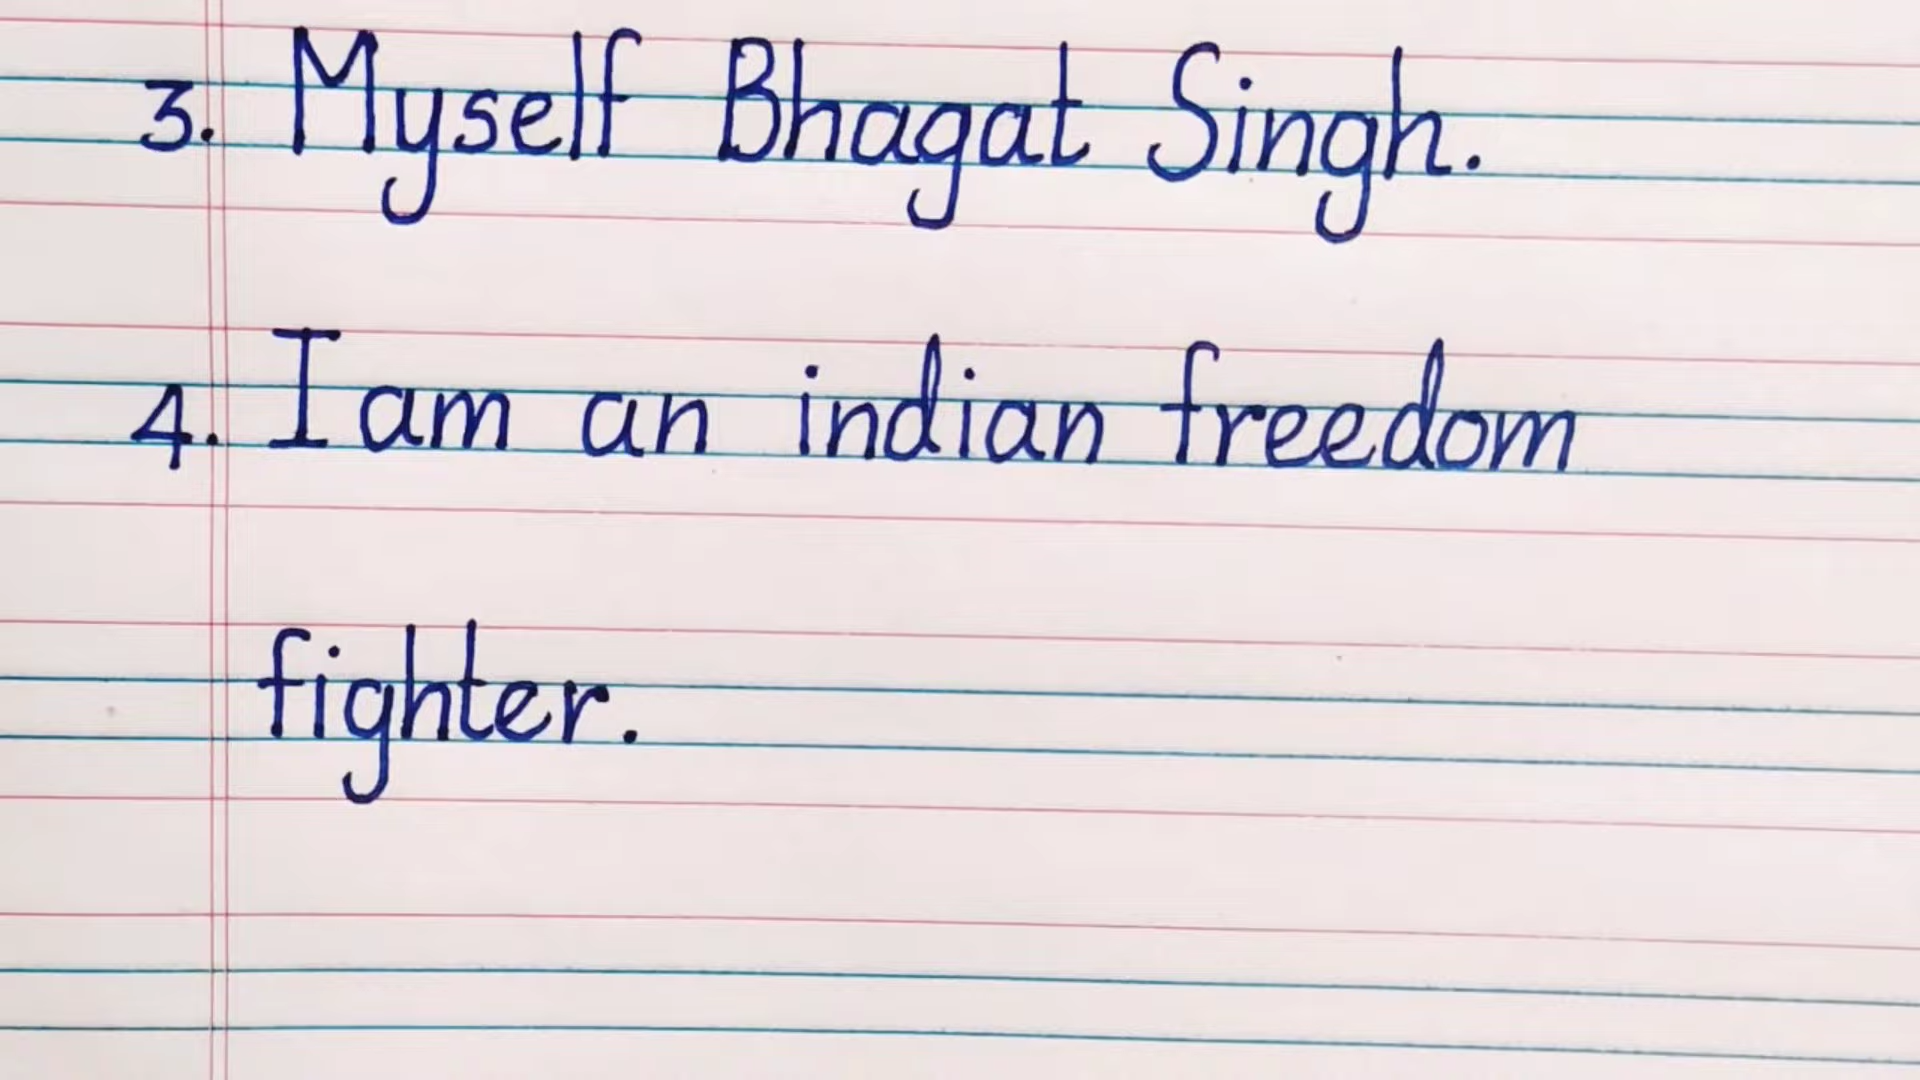 3. Myself Bhagat Singh.
4. I am an indian freedom
fighter.